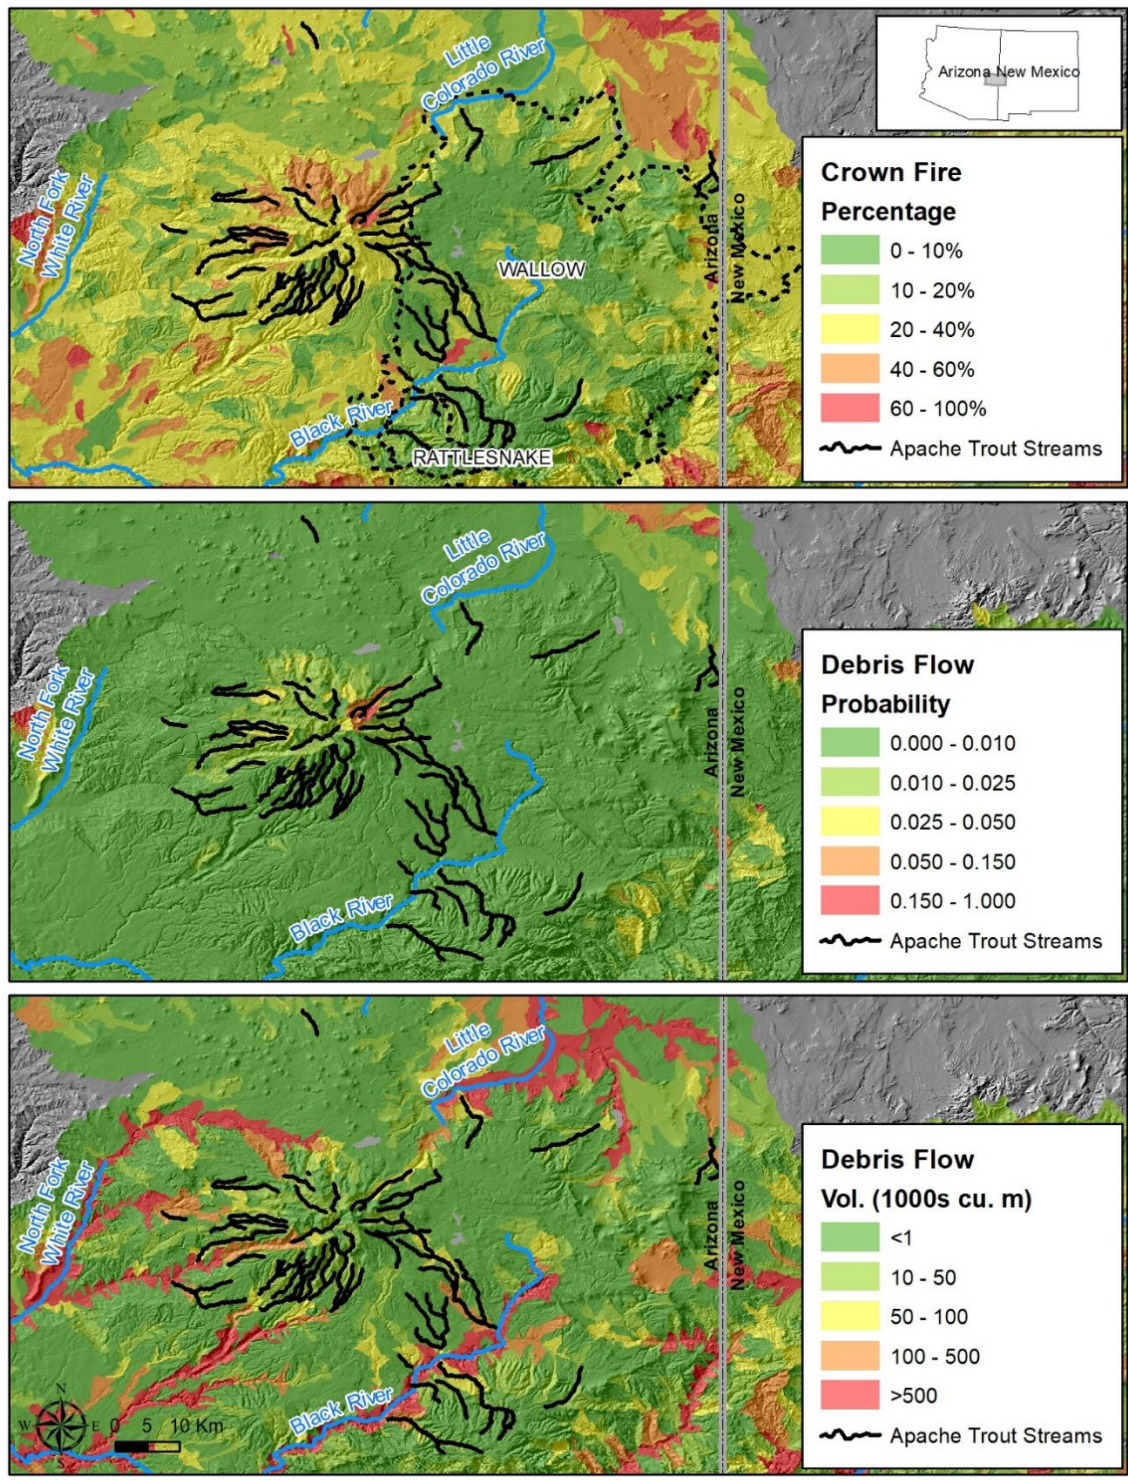 Little
Colorado River
Arizona New Mexico
North Fork
White River
WALLOW
Arizona
New Mexico
Black River
RATTLESNAKE
Crown Fire
Percentage
0 - 10%
10 - 20%
20 - 40%
40 - 60%
60 - 100%
Apache Trout Streams
Little
Colorado River
North Fork
White River
Arizona
New Mexico
Black River
Debris Flow
Probability
0.000 - 0.010
0.010 - 0.025
0.025 - 0.050
0.050 - 0.150
0.150 - 1.000
Apache Trout Streams
Little
Colorado River
North Fork
White River
Arizona
New Mexico
Black River
N
W E
S
0 5 10 Km
Debris Flow
Vol. (1000s cu. m)
<1
10 - 50
50 - 100
100 - 500
>500
Apache Trout Streams